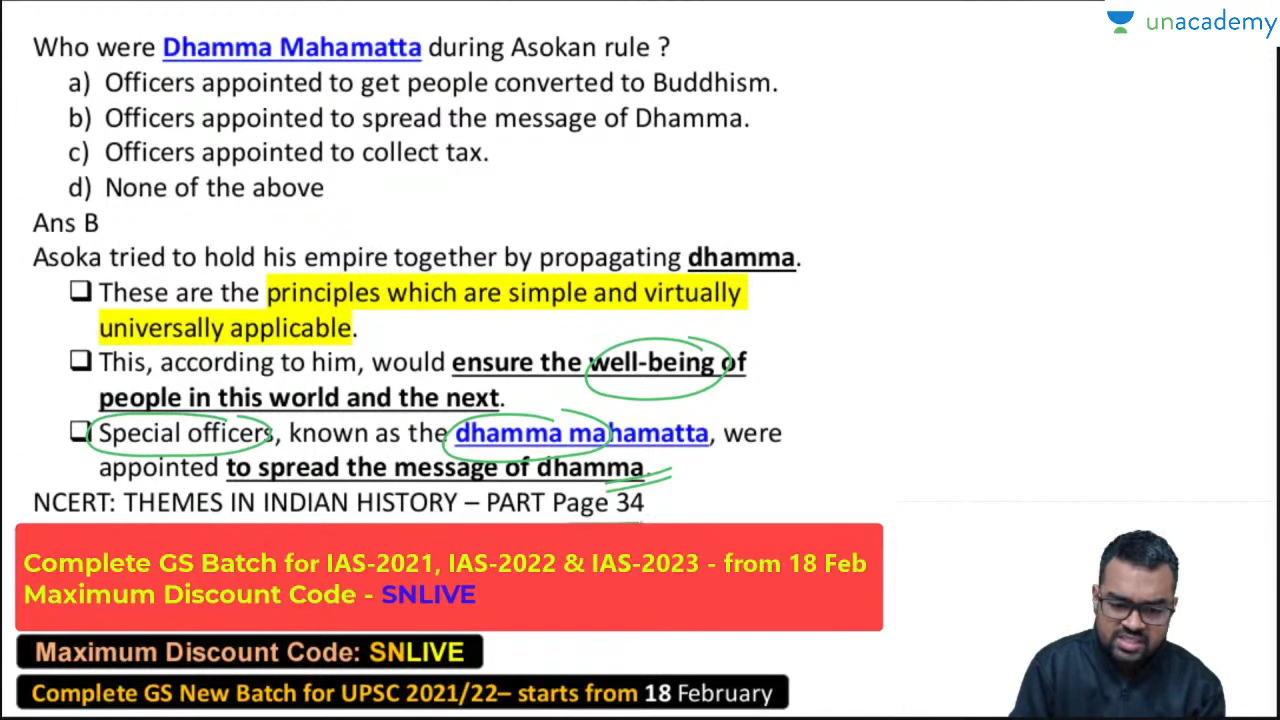 unacademy
Who were Dhamma Mahamatta during Asokan rule ?
a) Officers appointed to get people converted to Buddhism.
b) Officers appointed to spread the message of Dhamma.
c) Officers appointed to collect tax.
d) None of the above
Ans B
Asoka tried to hold his empire together by propagating dhamma.
❑ These are the principles which are simple and virtually
universally applicable.
❑ This, according to him, would ensure the well-being of
people in this world and the next.
❑ Special officers, known as the dhamma mahamatta, were
appointed to spread the message of dhamma.
NCERT: THEMES IN INDIAN HISTORY – PART Page 34
Complete GS Batch for IAS-2021, IAS-2022 & IAS-2023 - from 18 Feb
Maximum Discount Code - SNLIVE
Maximum Discount Code: SNLIVE
Complete GS New Batch for UPSC 2021/22– starts from 18 February